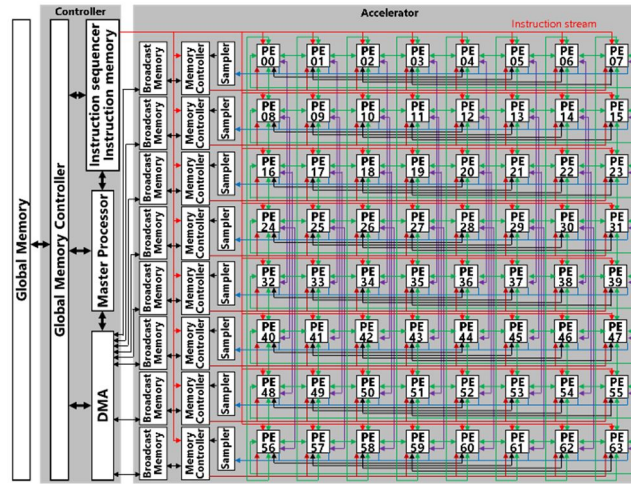 Controller
Accelerator
Instruction stream
Global Memory
Global Memory Controller
Instruction sequencer
Instruction memory
Master Processor
DMA
Broadcast
Memory
Memory
Controller
Sampler
PE
00
PE
01
PE
02
PE
03
PE
04
PE
05
PE
06
PE
07
Broadcast
Memory
Memory
Controller
Sampler
PE
08
PE
09
PE
10
PE
11
PE
12
PE
13
PE
14
PE
15
Broadcast
Memory
Memory
Controller
Sampler
PE
16
PE
17
PE
18
PE
19
PE
20
PE
21
PE
22
PE
23
Broadcast
Memory
Memory
Controller
Sampler
PE
24
PE
25
PE
26
PE
27
PE
28
PE
29
PE
30
PE
31
Broadcast
Memory
Memory
Controller
Sampler
PE
32
PE
33
PE
34
PE
35
PE
36
PE
37
PE
38
PE
39
Broadcast
Memory
Memory
Controller
Sampler
PE
40
PE
41
PE
42
PE
43
PE
44
PE
45
PE
46
PE
47
Broadcast
Memory
Memory
Controller
Sampler
PE
48
PE
49
PE
50
PE
51
PE
52
PE
53
PE
54
PE
55
Broadcast
Memory
Memory
Controller
Sampler
PE
56
PE
57
PE
58
PE
59
PE
60
PE
61
PE
62
PE
63